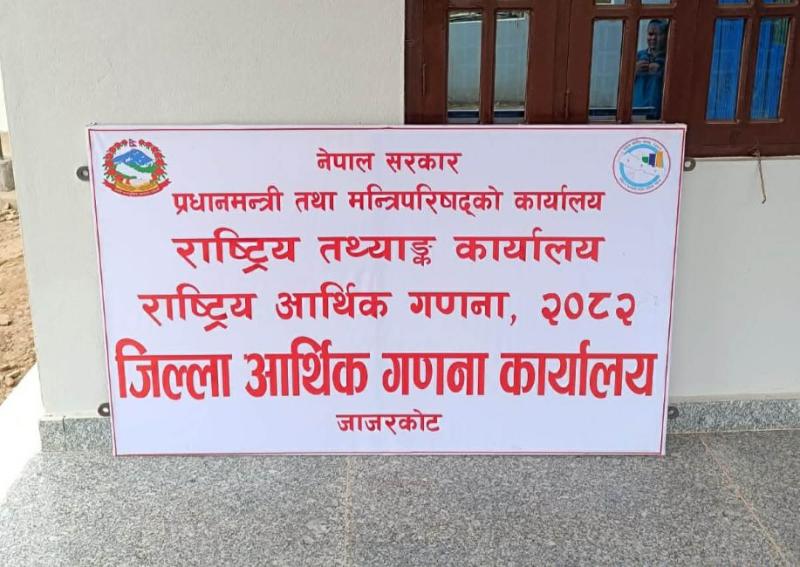 नेपाल सरकार
प्रधानमन्त्री तथा मन्त्रिपरिषद्को कार्यालय
राष्ट्रिय तथ्याङ्क कार्यालय
राष्ट्रिय आर्थिक गणना, २०८२
जिल्ला आर्थिक गणना कार्यालय
जाजरकोट